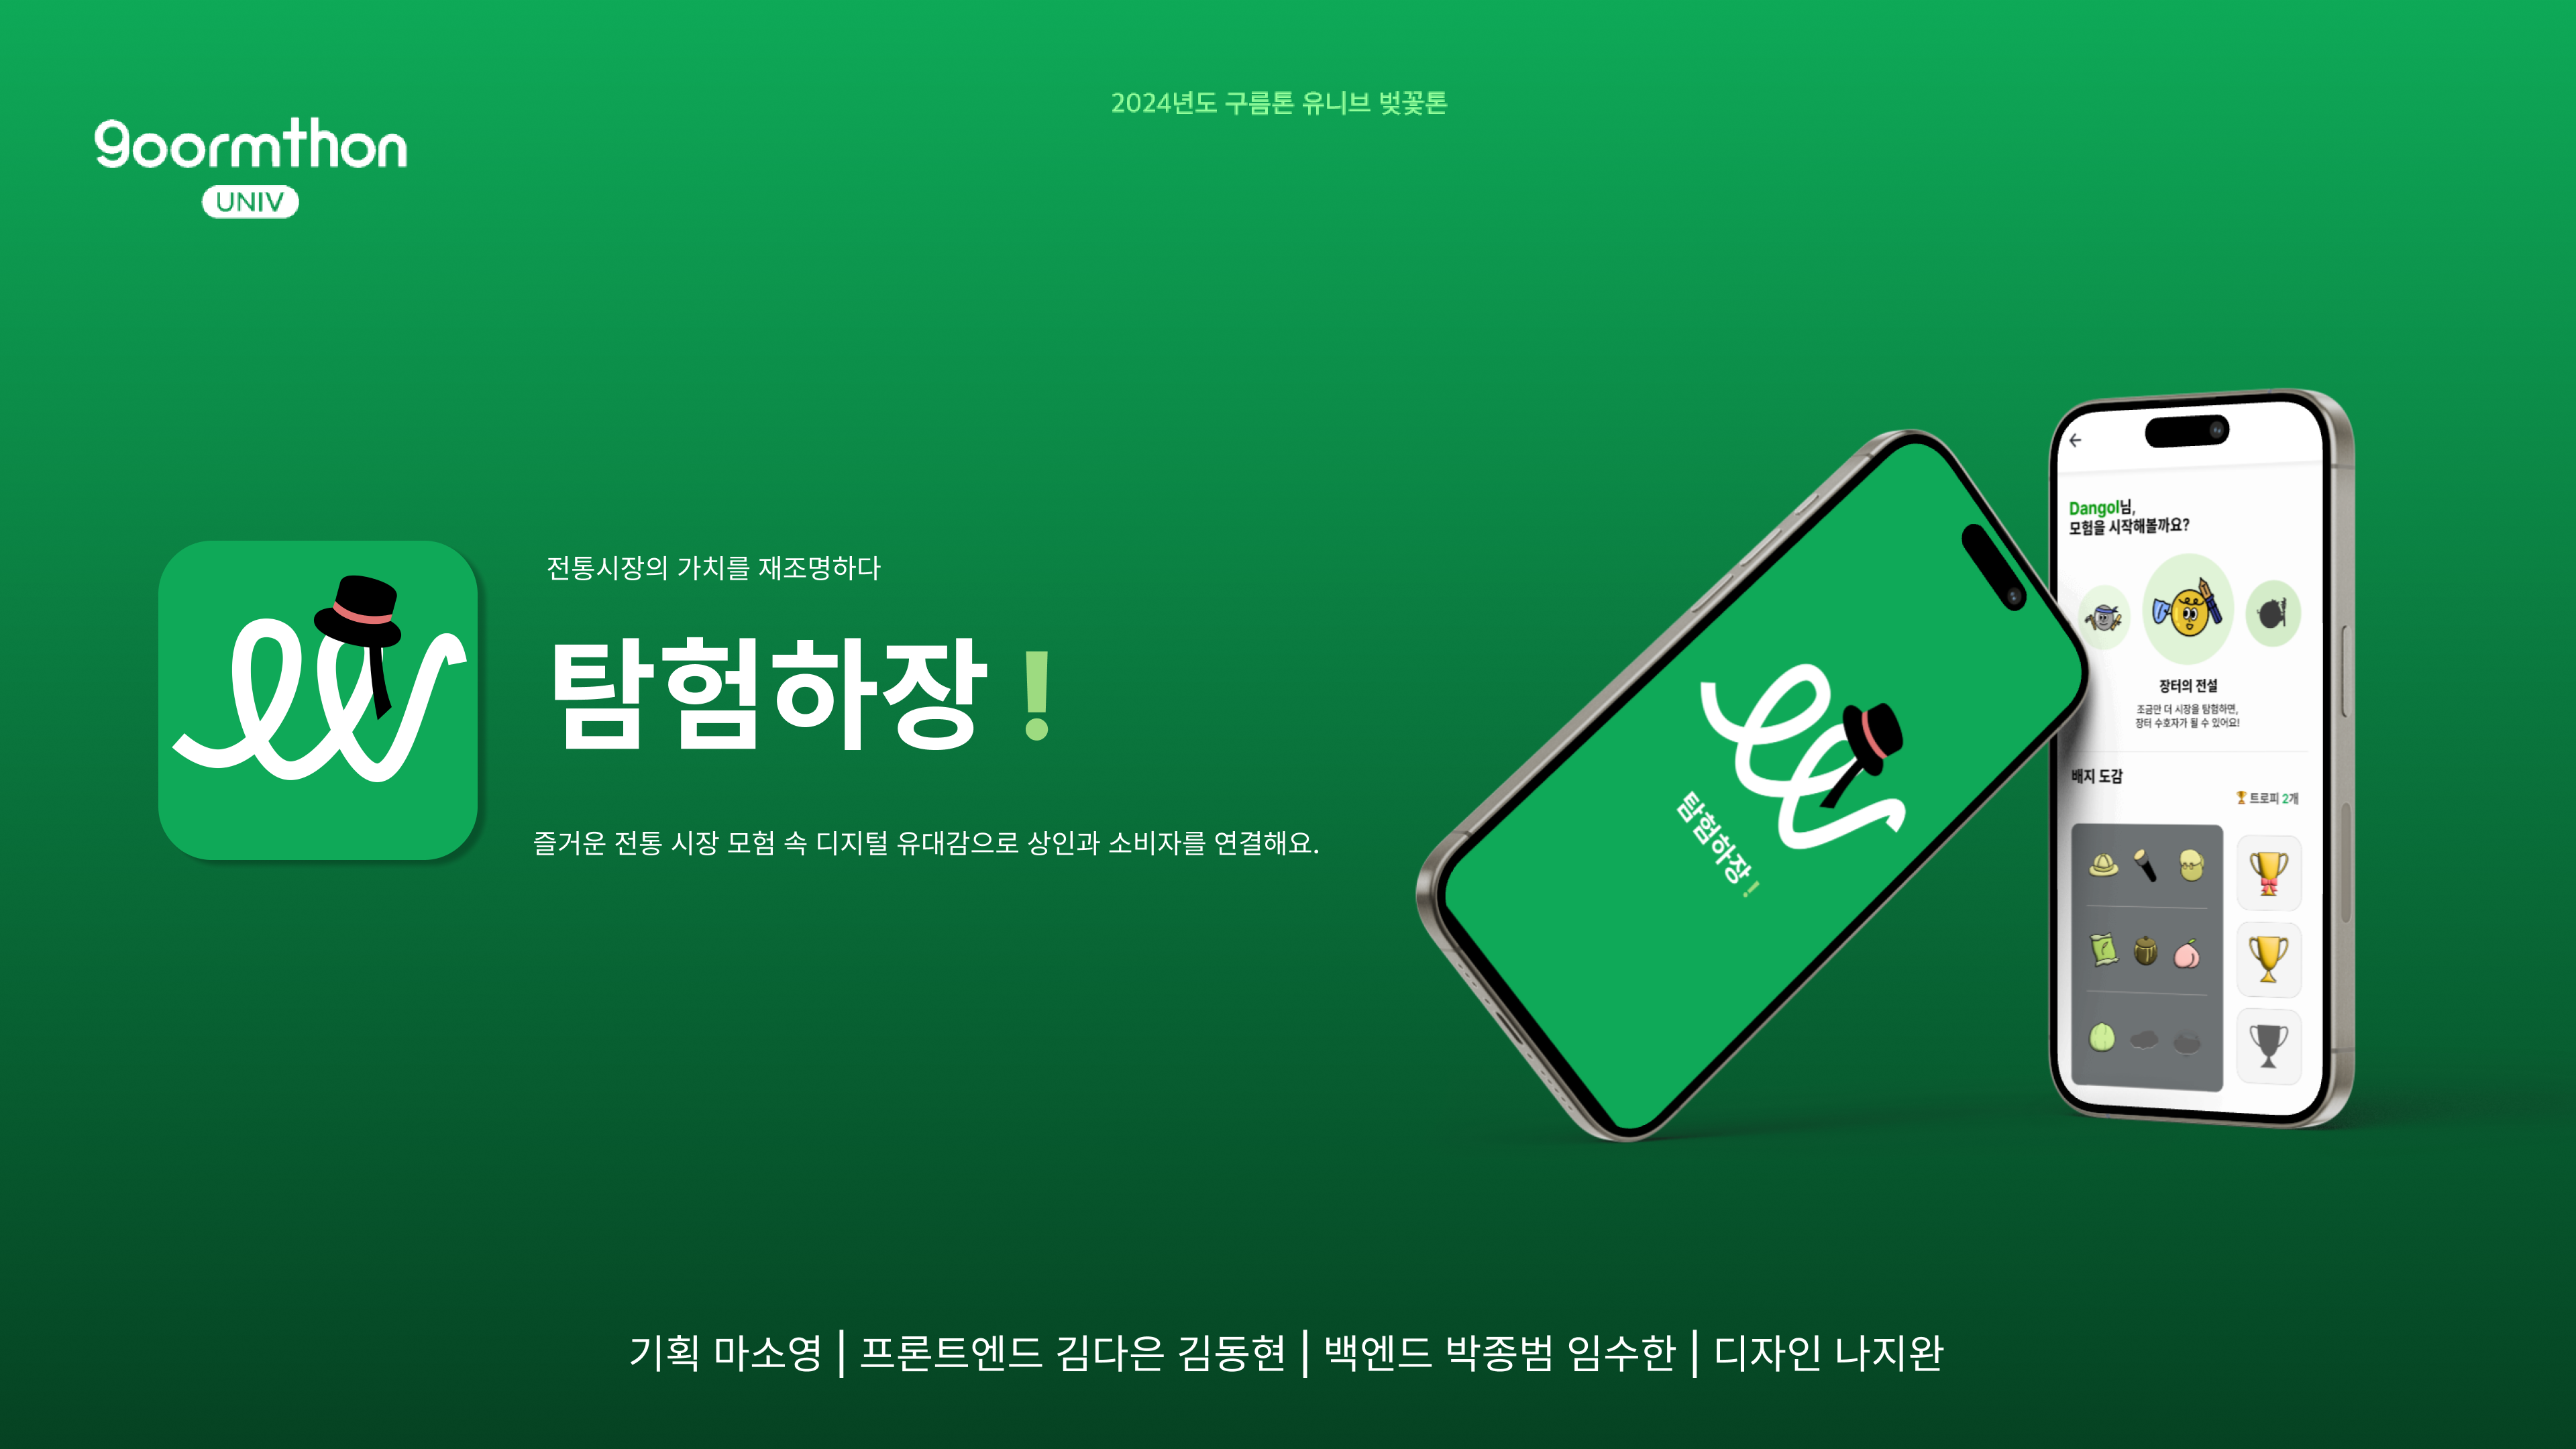 2024년도 구름톤 유니브 벚꽃톤
goormthon
UNIV
전통시장의 가치를 재조명하다
탐험하장 !
즐거운 전통 시장 모험 속 디지털 유대감으로 상인과 소비자를 연결해요.
탐험하장 !
Dangol님,
모험을 시작해볼까요?
장터의 전설
조금만 더 시장을 탐험하면,
장터 수호자가 될 수 있어요!
배지 도감
트로피 2개
기획 마소영 | 프론트엔드 김다은 김동현 | 백엔드 박종범 임수한 | 디자인 나지완